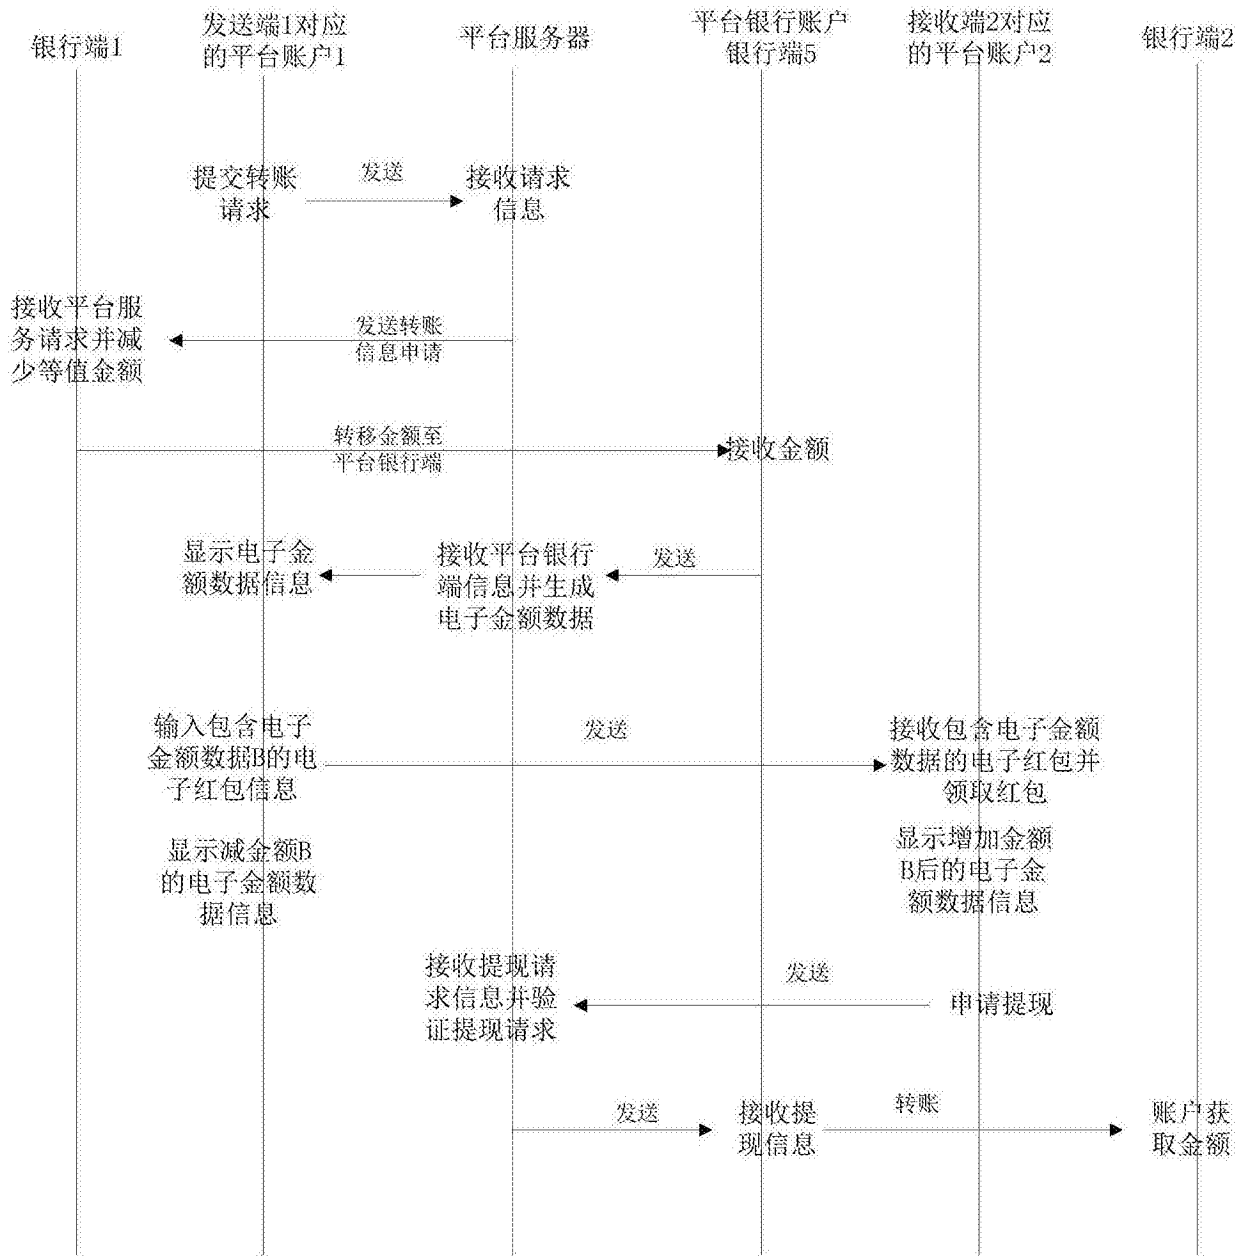 银行端1
发送端1对应
的平台账户1
平台服务器
平台银行账户
银行端5
接收端2对应
的平台账户2
银行端2
提交转账
请求
发送
接收请求
信息
接收平台服
务请求并减
少等值金额
发送转账
信息申请
转移金额至
平台银行端
接收金额
显示电子金
额数据信息
接收平台银行
端信息并生成
电子金额数据
发送
输入包含电子
金额数据B的电
子红包信息
发送
接收包含电子金额
数据的电子红包并
领取红包
显示减金额B
的电子金额数
据信息
显示增加金额
B后的电子金
额数据信息
接收提现请
求信息并验
证提现请求
发送
申请提现
发送
接收提
现信息
转账
账户获
取金额